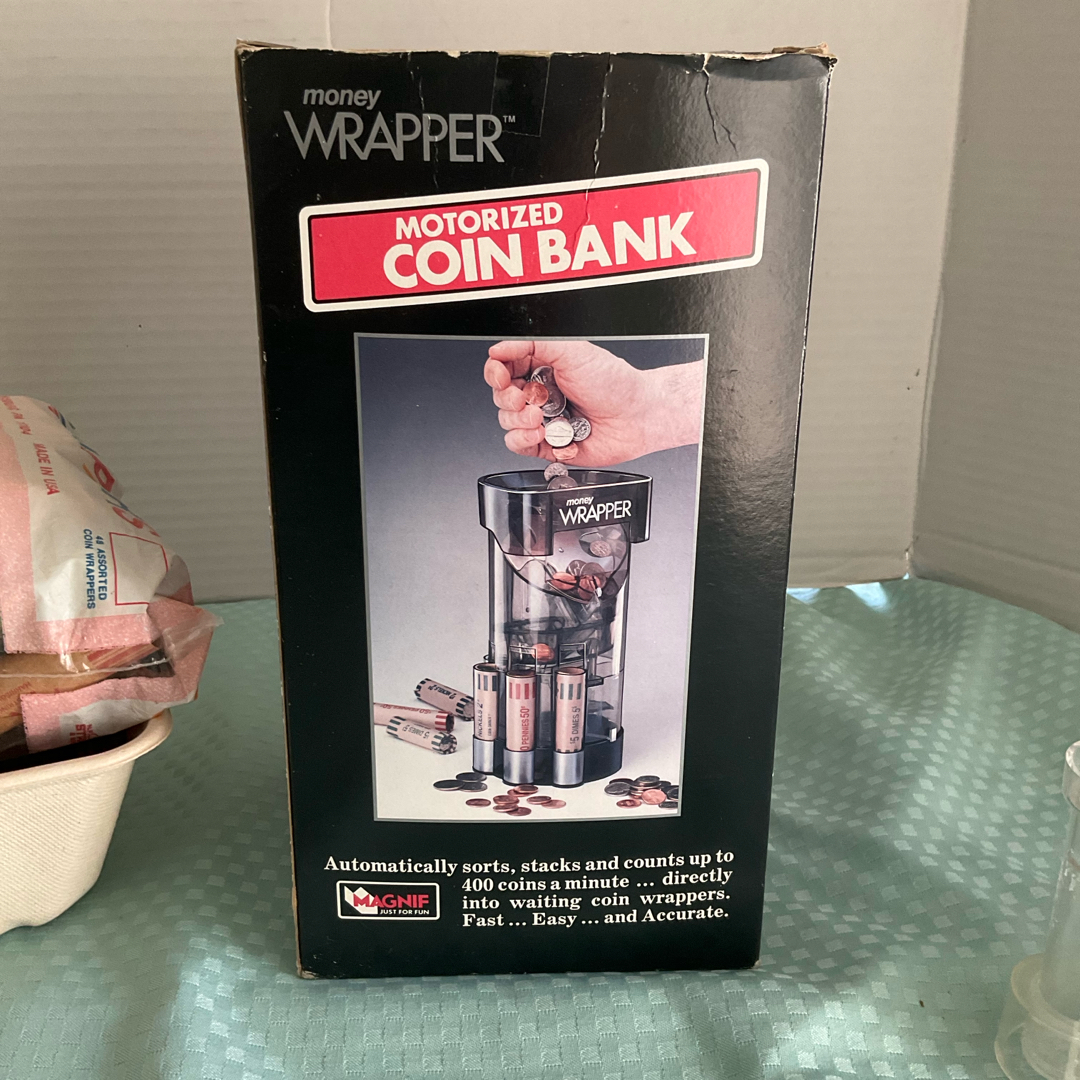 money
WRAPPER™
MOTORIZED
COIN BANK
money
WRAPPER
NICKELS 2
PENNIES 50¢
$5 DIMES 5
Automatically sorts, stacks and counts up to
400 coins a minute ... directly
into waiting coin wrappers.
Fast ... Easy ... and Accurate.
MAGNIF
JUST FOR FUN
MADE IN USA
48 ASSORTED
COIN WRAPPERS